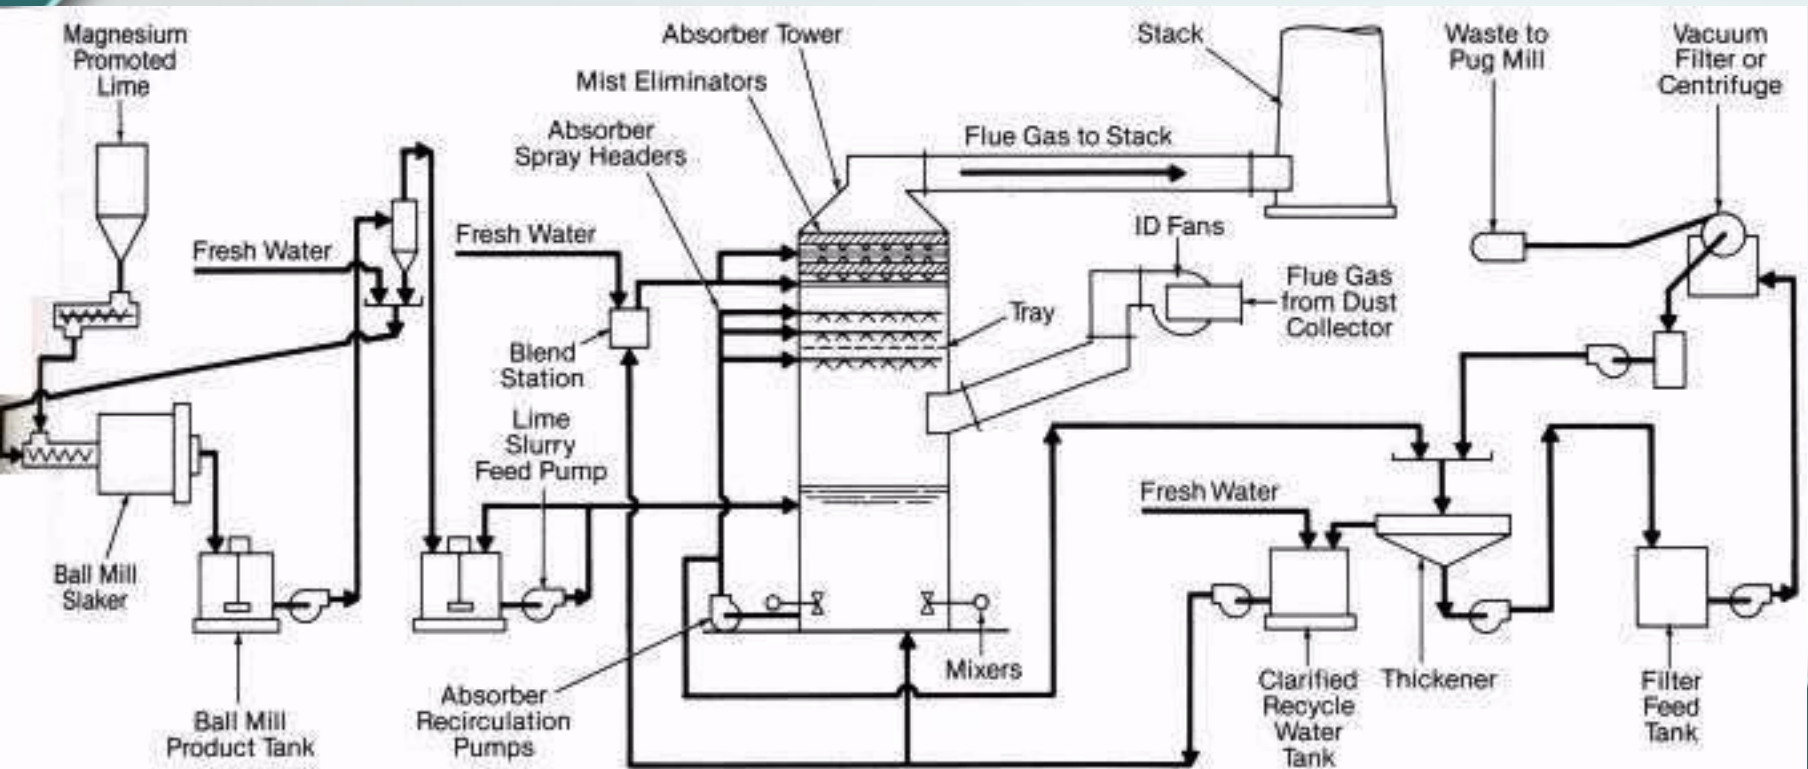 Magnesium
Promoted
Lime
Absorber Tower
Mist Eliminators
Absorber
Spray Headers
Stack
Flue Gas to Stack
Waste to
Pug Mill
Vacuum
Filter or
Centrifuge
Fresh Water
Fresh Water
ID Fans
Flue Gas
from Dust
Collector
Tray
Blend
Station
Lime
Slurry
Feed Pump
Fresh Water
Ball Mill
Slaker
Ball Mill
Product Tank
Absorber
Recirculation
Pumps
Mixers
Clarified
Recycle
Water
Tank
Thickener
Filter
Feed
Tank